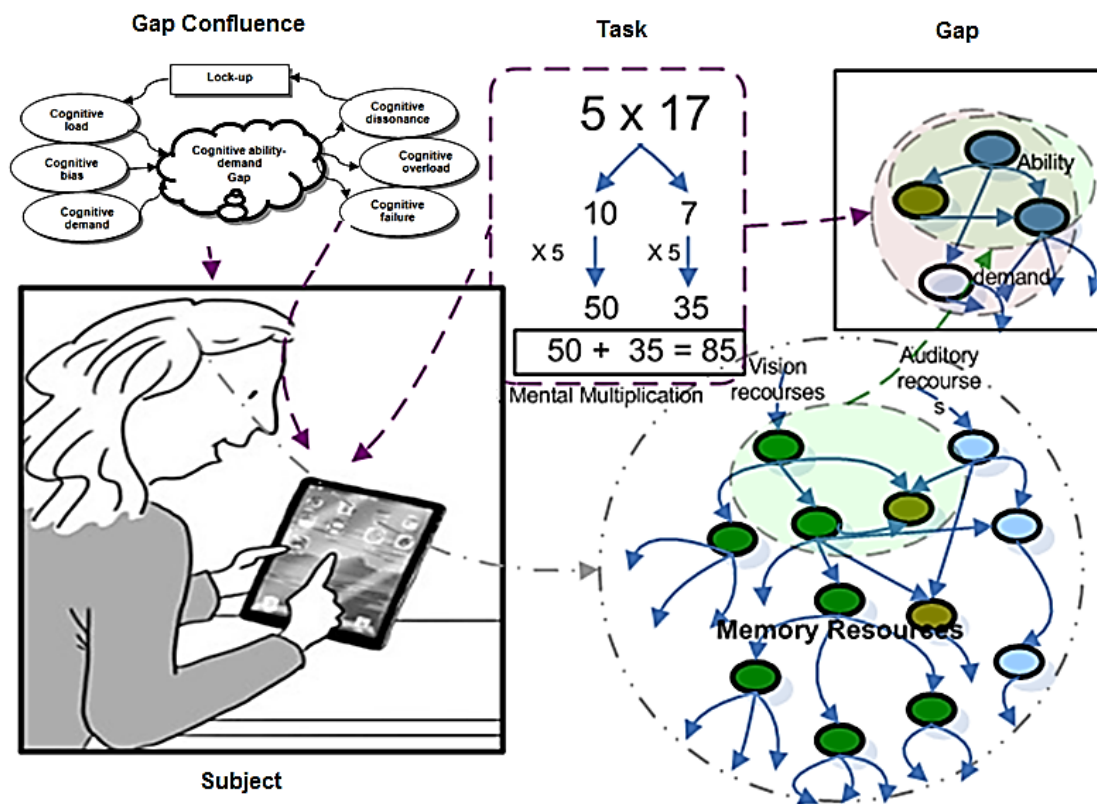 Gap Confluence
Task
Gap
Lock-up
Cognitive
load
Cognitive
bias
Cognitive
demand
Cognitive ability-
demand
Gap
Cognitive
dissonance
Cognitive
overload
Cognitive
failure
5 x 17
10
7
X 5
X 5
50
35
50 + 35 = 85
Mental Multiplication
Ability
demand
Vision
recourses
Auditory
recourse
s
Memory Resources
Subject